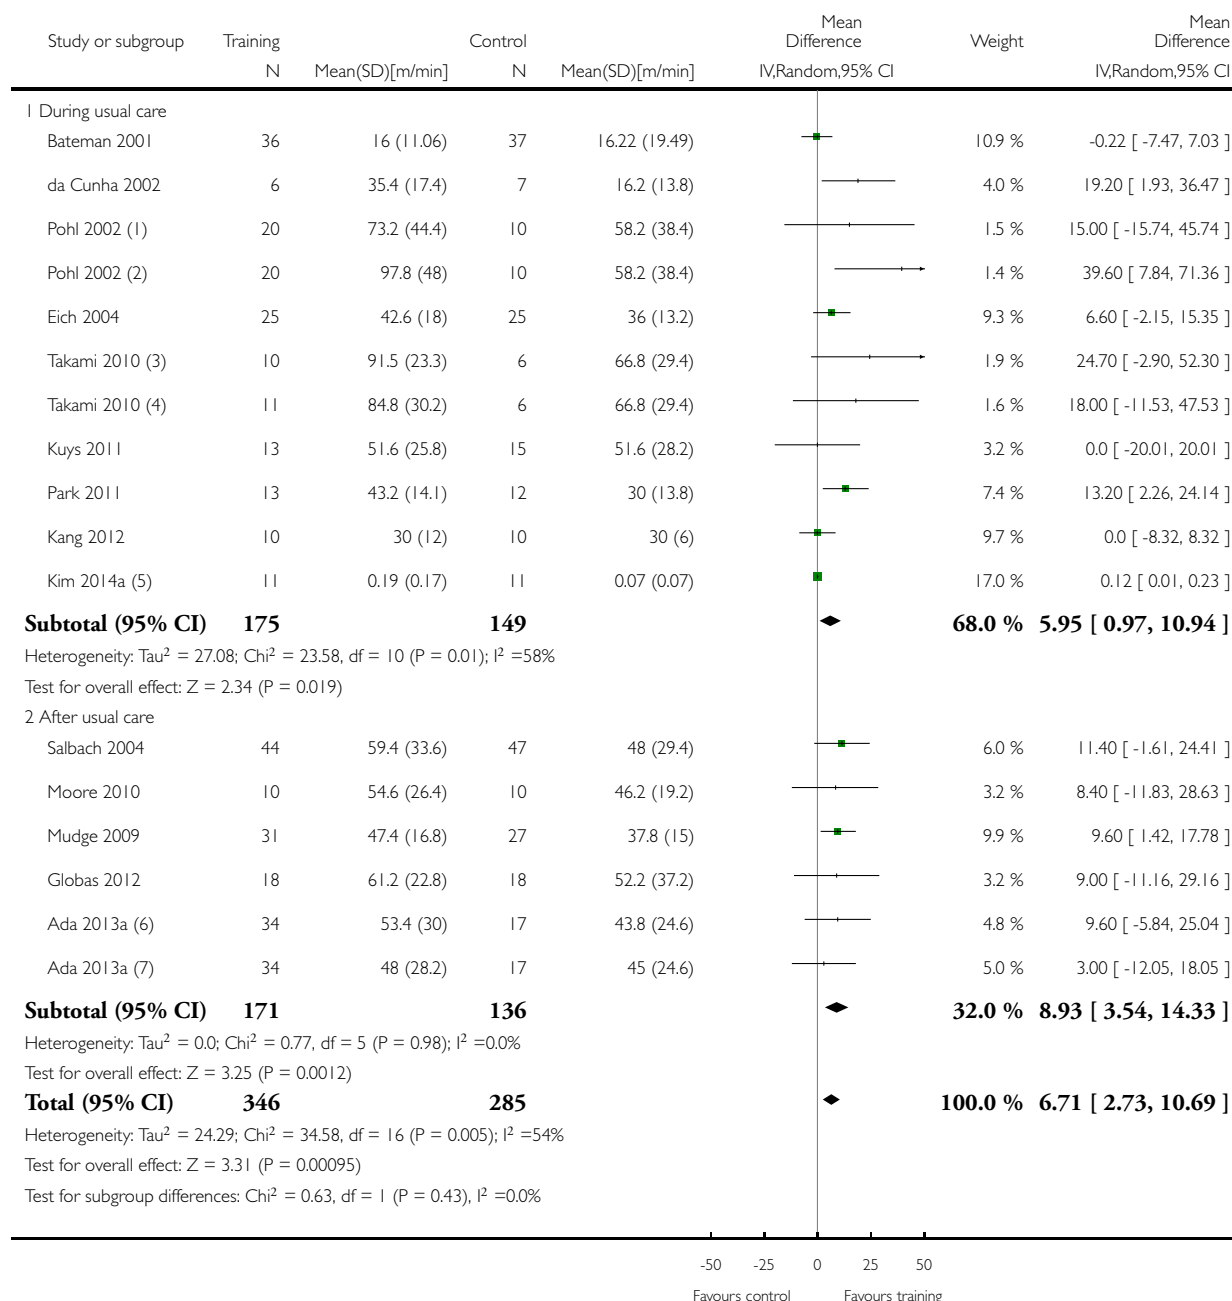 Study or subgroup Training Control Mean Difference Weight Mean Difference
N Mean(SD)[m/min] N Mean(SD)[m/min] IV,Random,95% CI IV,Random,95% CI
1 During usual care
Bateman 2001 36 16 (11.06) 37 16.22 (19.49) 10.9 % -0.22 [ -7.47, 7.03 ]
da Cunha 2002 6 35.4 (17.4) 7 16.2 (13.8) 4.0 % 19.20 [ 1.93, 36.47 ]
Pohl 2002 (1) 20 73.2 (44.4) 10 58.2 (38.4) 1.5 % 15.00 [ -15.74, 45.74 ]
Pohl 2002 (2) 20 97.8 (48) 10 58.2 (38.4) 1.4 % 39.60 [ 7.84, 71.36 ]
Eich 2004 25 42.6 (18) 25 36 (13.2) 9.3 % 6.60 [ -2.15, 15.35 ]
Takami 2010 (3) 10 91.5 (23.3) 6 66.8 (29.4) 1.9 % 24.70 [ -2.90, 52.30 ]
Takami 2010 (4) 11 84.8 (30.2) 6 66.8 (29.4) 1.6 % 18.00 [ -11.53, 47.53 ]
Kuys 2011 13 51.6 (25.8) 15 51.6 (28.2) 3.2 % 0.0 [ -20.01, 20.01 ]
Park 2011 13 43.2 (14.1) 12 30 (13.8) 7.4 % 13.20 [ 2.26, 24.14 ]
Kang 2012 10 30 (12) 10 30 (6) 9.7 % 0.0 [ -8.32, 8.32 ]
Kim 2014a (5) 11 0.19 (0.17) 11 0.07 (0.07) 17.0 % 0.12 [ 0.01, 0.23 ]
Subtotal (95% CI) 175 149 68.0 % 5.95 [ 0.97, 10.94 ]
Heterogeneity: Tau² = 27.08; Chi² = 23.58, df = 10 (P = 0.01); I² =58%
Test for overall effect: Z = 2.34 (P = 0.019)
2 After usual care
Salbach 2004 44 59.4 (33.6) 47 48 (29.4) 6.0 % 11.40 [ -1.61, 24.41 ]
Moore 2010 10 54.6 (26.4) 10 46.2 (19.2) 3.2 % 8.40 [ -11.83, 28.63 ]
Mudge 2009 31 47.4 (16.8) 27 37.8 (15) 9.9 % 9.60 [ 1.42, 17.78 ]
Globas 2012 18 61.2 (22.8) 18 52.2 (37.2) 3.2 % 9.00 [ -11.16, 29.16 ]
Ada 2013a (6) 34 53.4 (30) 17 43.8 (24.6) 4.8 % 9.60 [ -5.84, 25.04 ]
Ada 2013a (7) 34 48 (28.2) 17 45 (24.6) 5.0 % 3.00 [ -12.05, 18.05 ]
Subtotal (95% CI) 171 136 32.0 % 8.93 [ 3.54, 14.33 ]
Heterogeneity: Tau² = 0.0; Chi² = 0.77, df = 5 (P = 0.98); I² =0.0%
Test for overall effect: Z = 3.25 (P = 0.0012)
Total (95% CI) 346 285 100.0 % 6.71 [ 2.73, 10.69 ]
Heterogeneity: Tau² = 24.29; Chi² = 34.58, df = 16 (P = 0.005); I² =54%
Test for overall effect: Z = 3.31 (P = 0.00095)
Test for subgroup differences: Chi² = 0.63, df = 1 (P = 0.43), I² =0.0%
-50 -25 0 25 50
Favours control Favours training